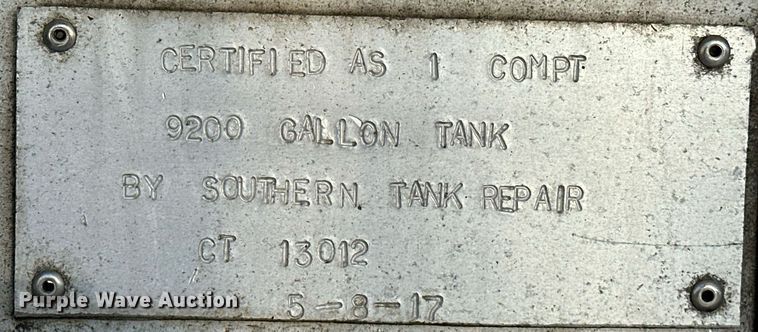 CERTIFIED AS 1 COMPT
9200 GALLON TANK
BY SOUTHERN TANK REPAIR
CT 13012
5-8-17
Purple Wave Auction